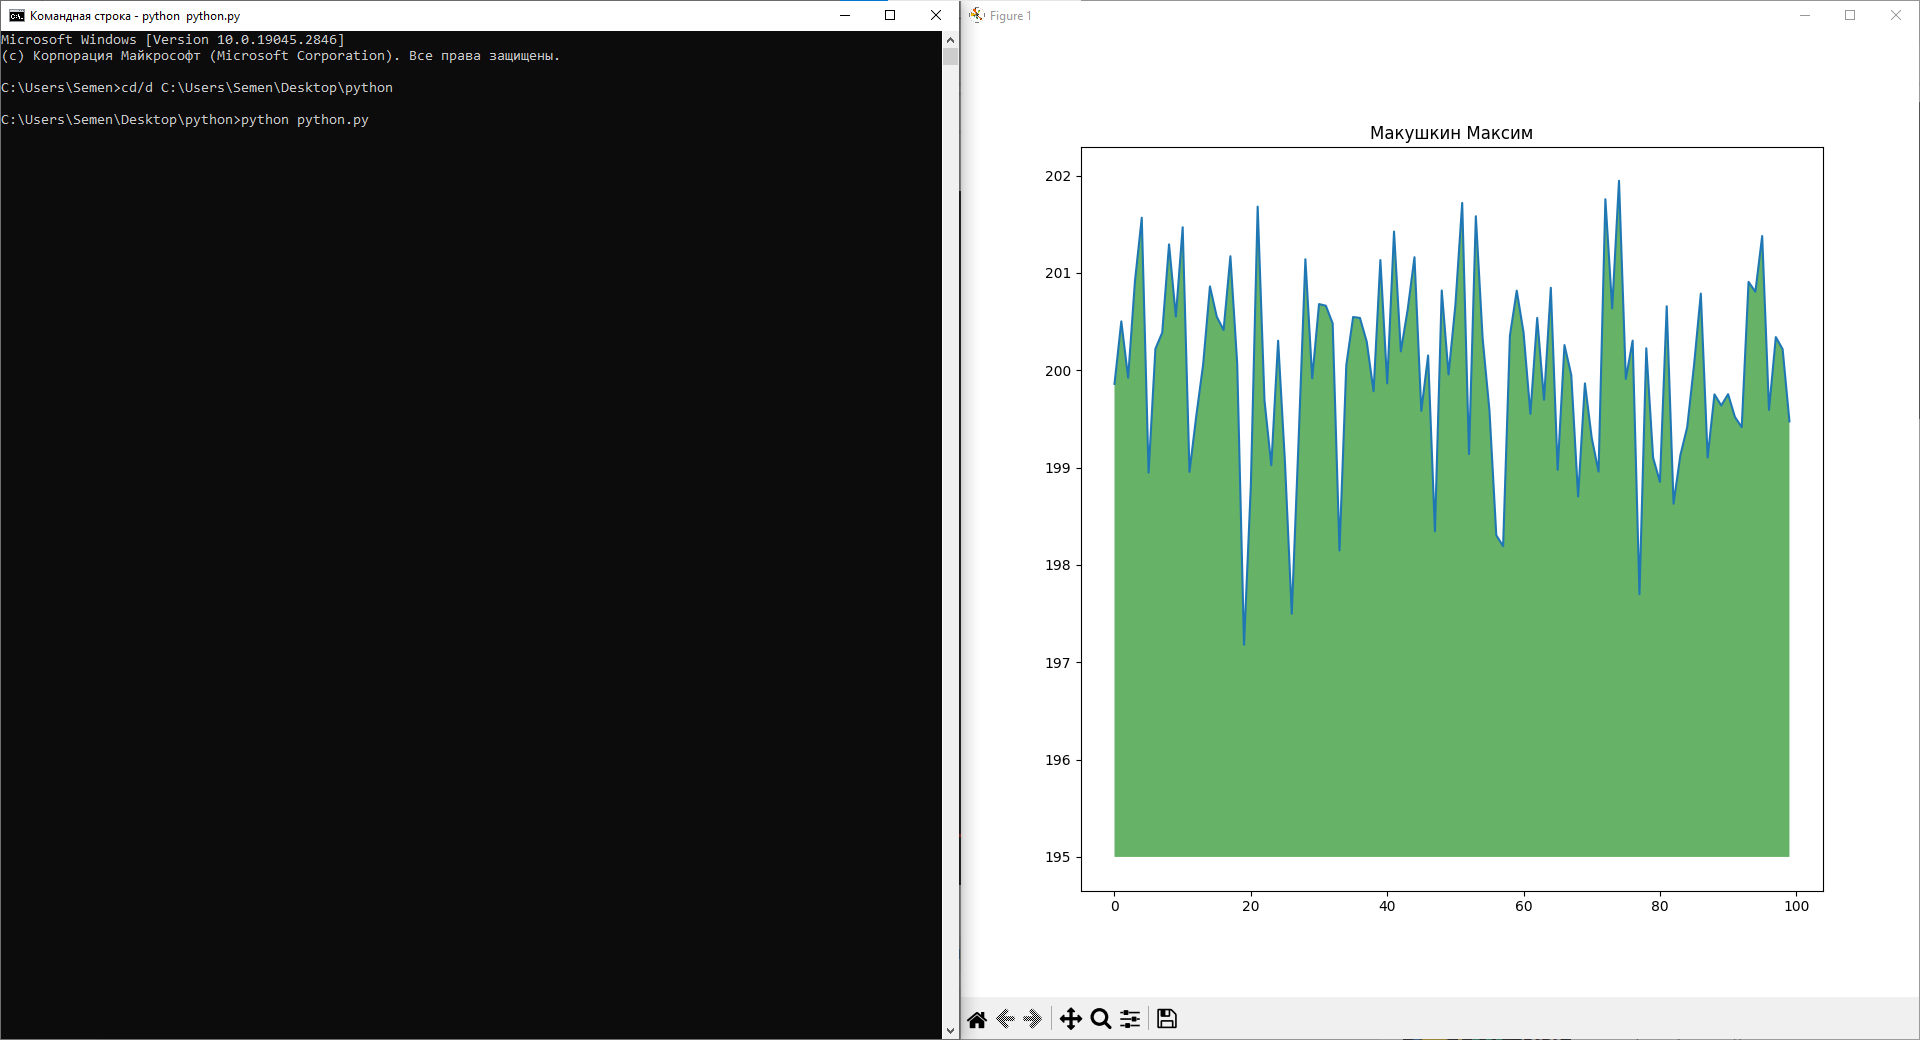 Командная строка - python  python.py
Microsoft Windows [Version 10.0.19045.2846]
(c) Корпорация Майкрософт (Microsoft Corporation). Все права защищены.
C:\Users\Semen>cd/d C:\Users\Semen\Desktop\python
C:\Users\Semen\Desktop\python>python python.py
Figure 1
Макушкин Максим
202
201
200
199
198
197
196
195
0 20 40 60 80 100